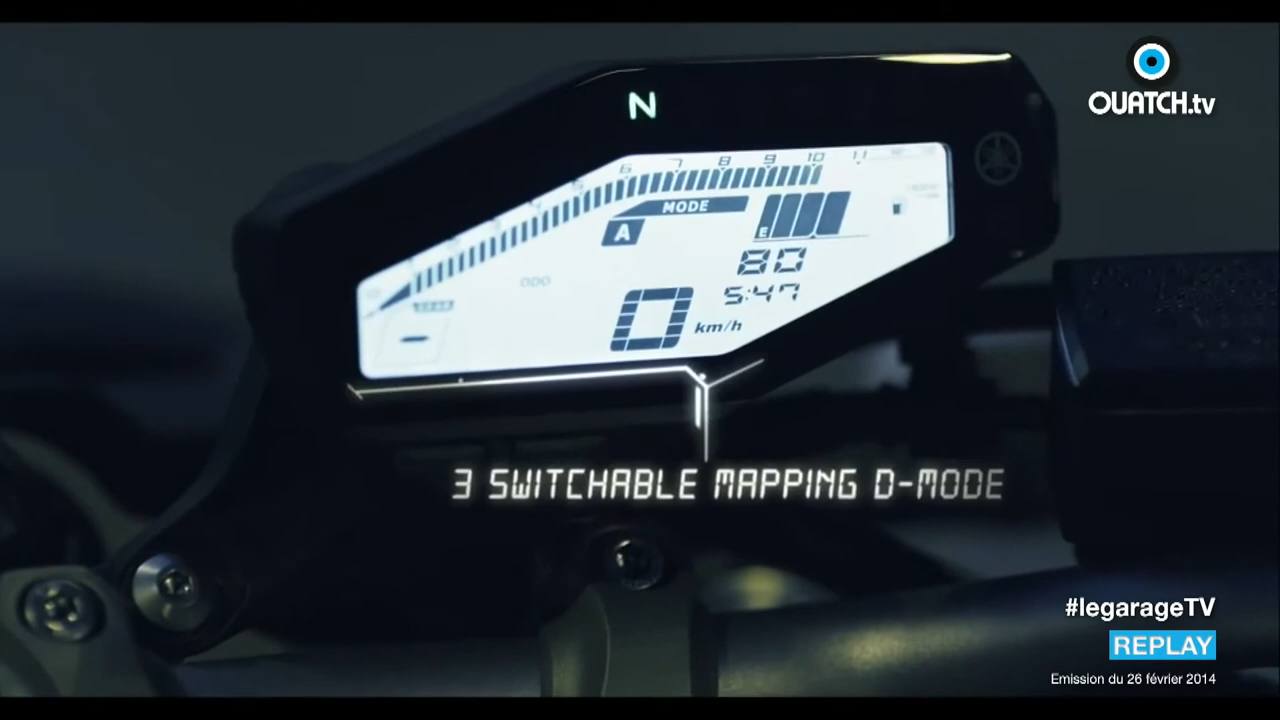 OUATCH.tv
N
6 7 8 9 10 11
MODE
A
E
80
ODO
5:47
0 km/h
3 SWITCHABLE MAPPING D-MODE
#legarageTV
REPLAY
Emission du 26 février 2014